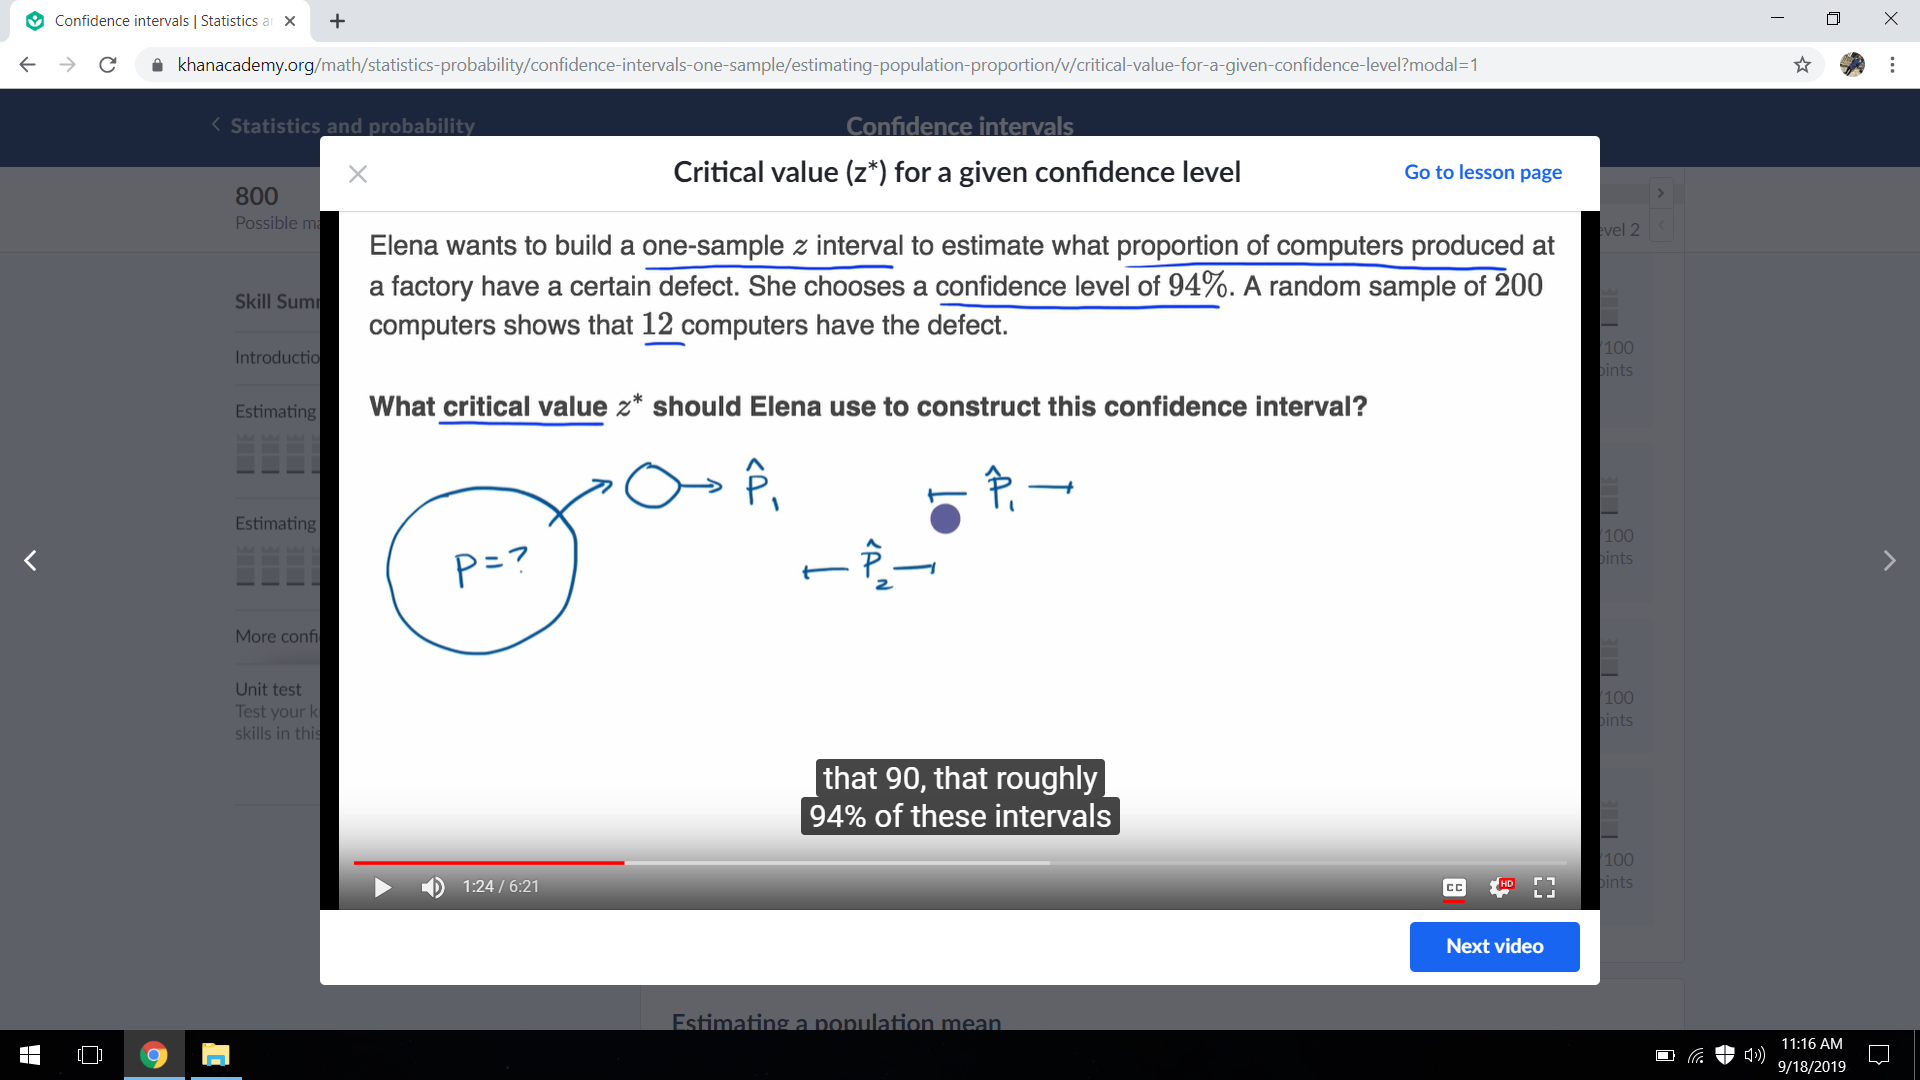 Confidence intervals | Statistics a
khanacademy.org/math/statistics-probability/confidence-intervals-one-sample/estimating-population-proportion/v/critical-value-for-a-given-confidence-level?modal=1
Statistics and probability
Confidence intervals
Critical value (z*) for a given confidence level
Go to lesson page
800
Possible ma
evel 2
Skill Summ
Introductio
Estimating
Estimating
More confi
Unit test
Test your k
skills in this
/100
oints
/100
oints
/100
oints
/100
oints
Elena wants to build a one-sample z interval to estimate what proportion of computers produced at
a factory have a certain defect. She chooses a confidence level of 94%. A random sample of 200
computers shows that 12 computers have the defect.
What critical value z* should Elena use to construct this confidence interval?
p̂₁
p̂₁
P = ?
p̂₂
that 90, that roughly
94% of these intervals
1:24 / 6:21
CC
HD
Next video
Estimating a population mean
11:16 AM
9/18/2019